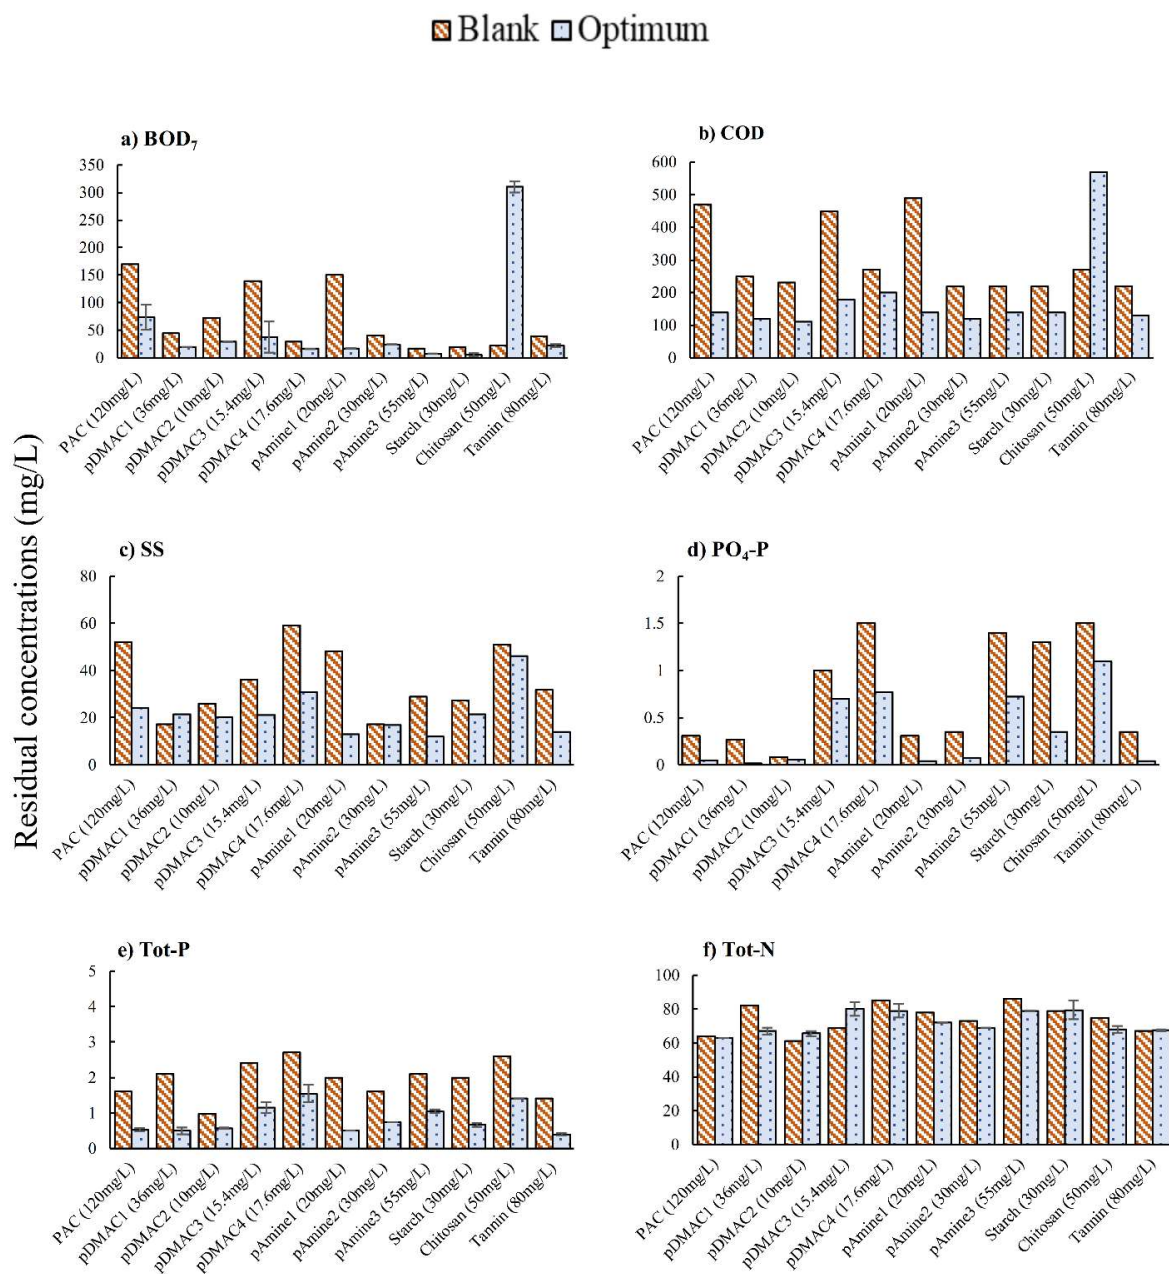 Blank Optimum
a) BOD₇
350
300
250
200
150
100
50
0
PAC (120mg/L)
pDMAC1 (36mg/L)
pDMAC2 (10mg/L)
pDMAC3 (15.4mg/L)
pDMAC4 (17.6mg/L)
pAmine1 (20mg/L)
pAmine2 (30mg/L)
pAmine3 (55mg/L)
Starch (30mg/L)
Chitosan (50mg/L)
Tannin (80mg/L)
b) COD
600
500
400
300
200
100
0
PAC (120mg/L)
pDMAC1 (36mg/L)
pDMAC2 (10mg/L)
pDMAC3 (15.4mg/L)
pDMAC4 (17.6mg/L)
pAmine1 (20mg/L)
pAmine2 (30mg/L)
pAmine3 (55mg/L)
Starch (30mg/L)
Chitosan (50mg/L)
Tannin (80mg/L)
Residual concentrations (mg/L)
c) SS
80
60
40
20
0
PAC (120mg/L)
pDMAC1 (36mg/L)
pDMAC2 (10mg/L)
pDMAC3 (15.4mg/L)
pDMAC4 (17.6mg/L)
pAmine1 (20mg/L)
pAmine2 (30mg/L)
pAmine3 (55mg/L)
Starch (30mg/L)
Chitosan (50mg/L)
Tannin (80mg/L)
d) PO₄-P
2
1.5
1
0.5
0
PAC (120mg/L)
pDMAC1 (36mg/L)
pDMAC2 (10mg/L)
pDMAC3 (15.4mg/L)
pDMAC4 (17.6mg/L)
pAmine1 (20mg/L)
pAmine2 (30mg/L)
pAmine3 (55mg/L)
Starch (30mg/L)
Chitosan (50mg/L)
Tannin (80mg/L)
e) Tot-P
5
4
3
2
1
0
PAC (120mg/L)
pDMAC1 (36mg/L)
pDMAC2 (10mg/L)
pDMAC3 (15.4mg/L)
pDMAC4 (17.6mg/L)
pAmine1 (20mg/L)
pAmine2 (30mg/L)
pAmine3 (55mg/L)
Starch (30mg/L)
Chitosan (50mg/L)
Tannin (80mg/L)
f) Tot-N
100
80
60
40
20
0
PAC (120mg/L)
pDMAC1 (36mg/L)
pDMAC2 (10mg/L)
pDMAC3 (15.4mg/L)
pDMAC4 (17.6mg/L)
pAmine1 (20mg/L)
pAmine2 (30mg/L)
pAmine3 (55mg/L)
Starch (30mg/L)
Chitosan (50mg/L)
Tannin (80mg/L)